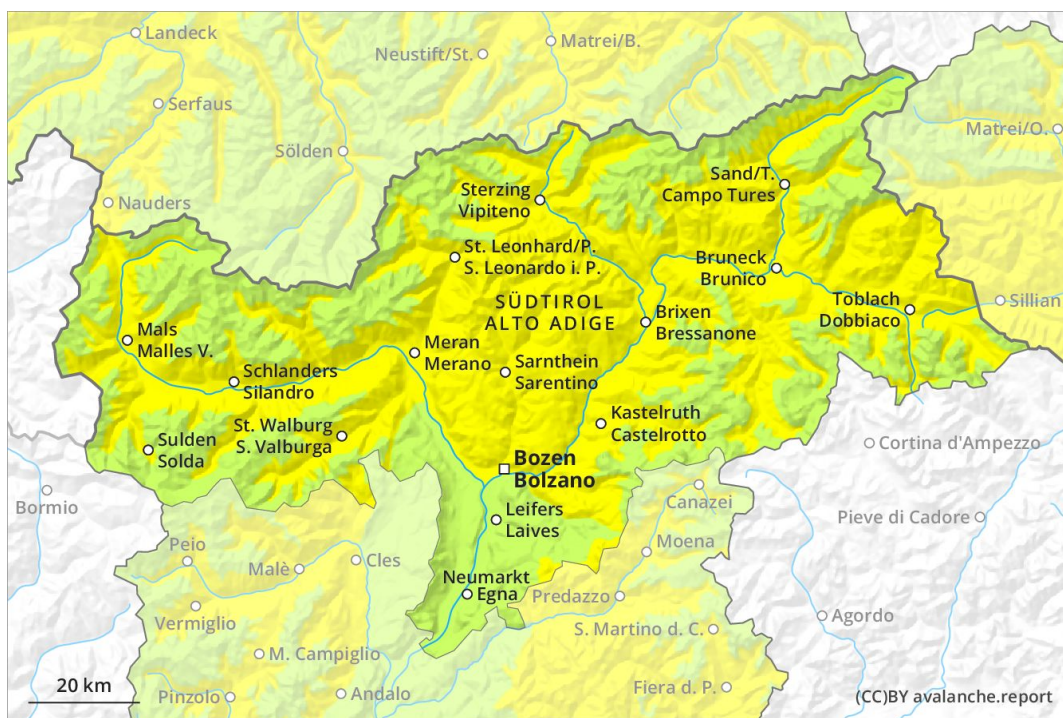 Landeck
Matrei/B.
Neustift/St.
Serfaus
Matrei/O.
Sölden
Sand/T.
Campo Tures
Sterzing
Vipiteno
Nauders
St. Leonhard/P.
S. Leonardo i. P.
Bruneck
Brunico
SÜDTIROL
ALTO ADIGE
Toblach
Dobbiaco
Sillian
Brixen
Bressanone
Mals
Malles V.
Meran
Merano
Sarnthein
Sarentino
Schlanders
Silandro
Kastelruth
Castelrotto
St. Walburg
S. Valburga
Sulden
Solda
Cortina d'Ampezzo
Bozen
Bolzano
Bormio
Canazei
Leifers
Laives
Pieve di Cadore
Moena
Peio
Cles
Malè
Neumarkt
Egna
Predazzo
Vermiglio
Agordo
S. Martino d. C.
M. Campiglio
20 km
Pinzolo
Andalo
Fiera d. P.
(CC)BY avalanche.report